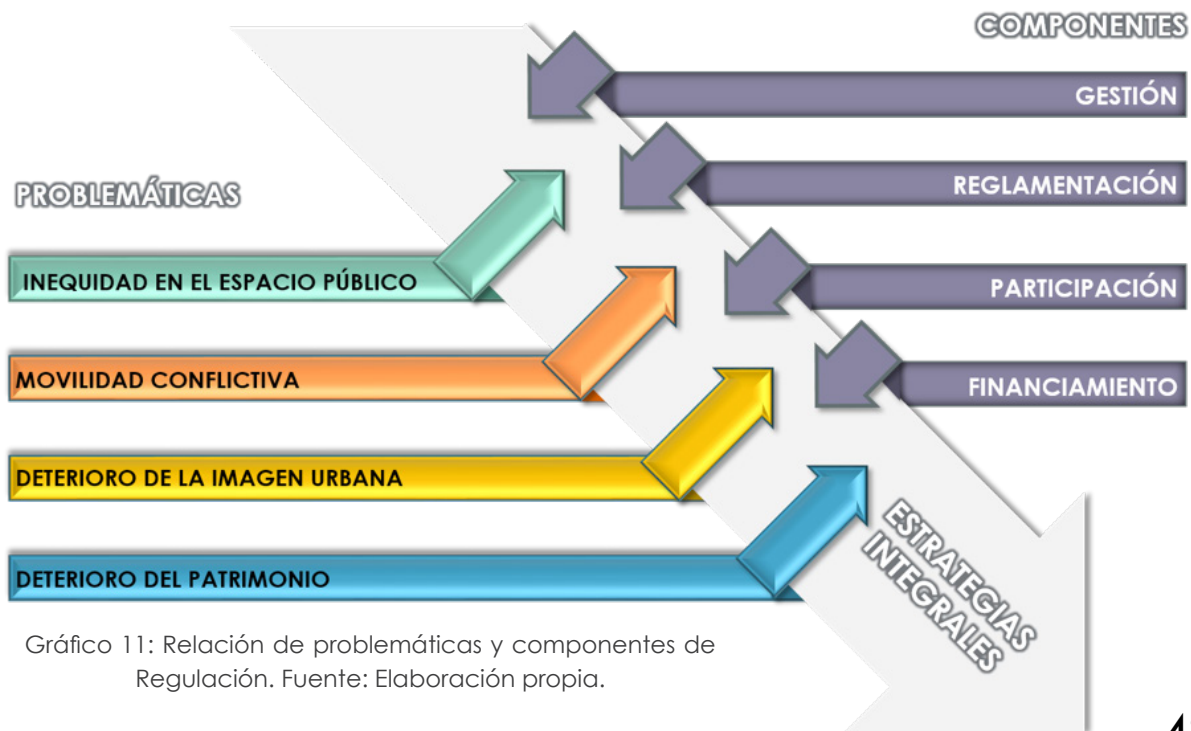 COMPONENTES
GESTIÓN
REGLAMENTACIÓN
PARTICIPACIÓN
FINANCIAMIENTO
PROBLEMÁTICAS
INEQUIDAD EN EL ESPACIO PÚBLICO
MOVILIDAD CONFLICTIVA
DETERIORO DE LA IMAGEN URBANA
DETERIORO DEL PATRIMONIO
ESTRATEGIAS
INTEGRALES
Gráfico 11: Relación de problemáticas y componentes de
Regulación. Fuente: Elaboración propia.